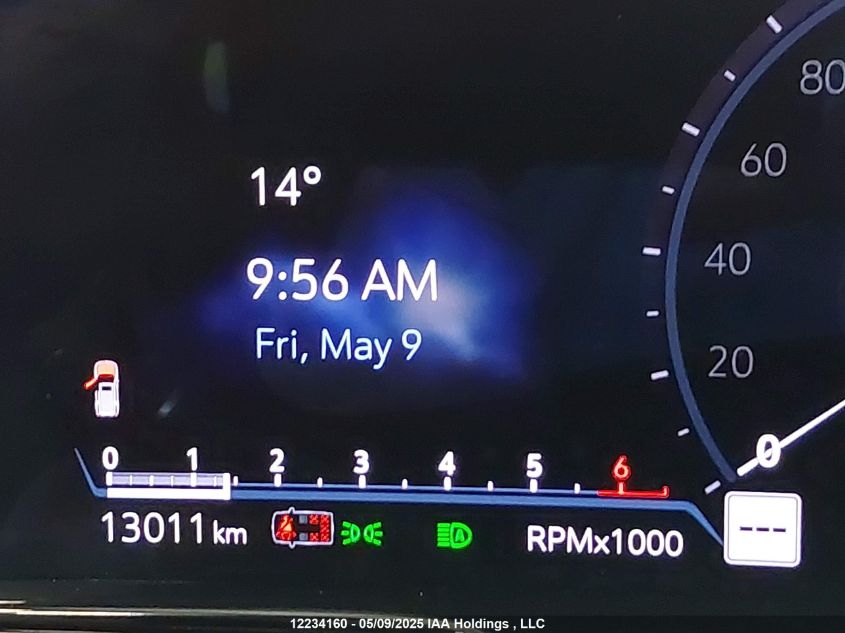 14°
9:56 AM
Fri, May 9
80
60
40
20
0
0 1 2 3 4 5 6
13011 km
A
RPMx1000
---
12234160 - 05/09/2025 IAA Holdings , LLC